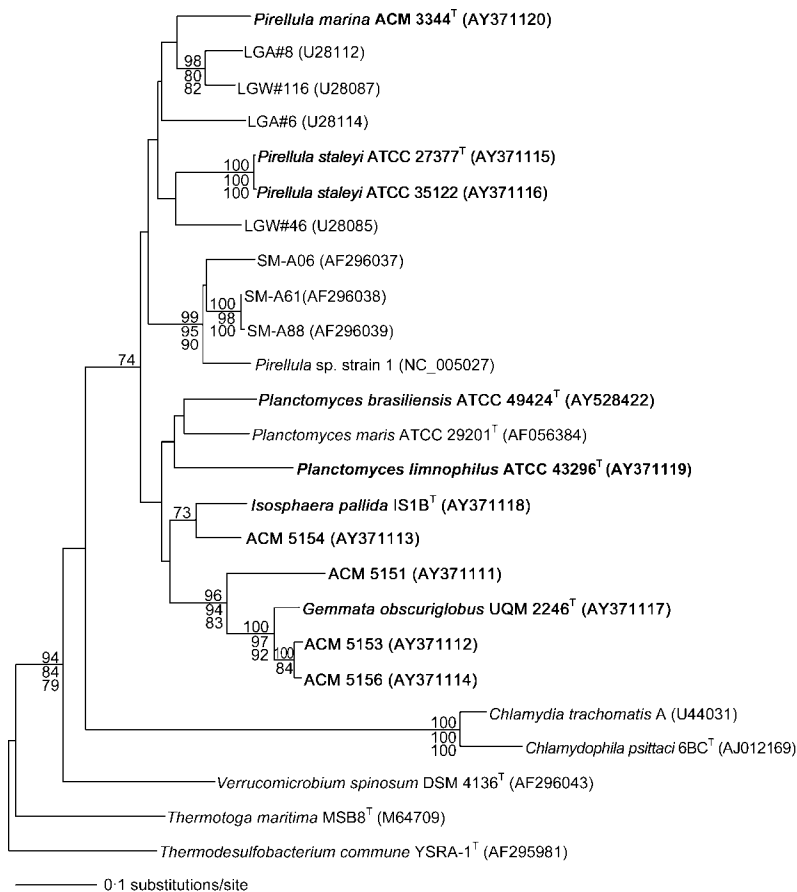 Pirellula marina ACM 3344T (AY371120)
LGA#8 (U28112)
98
80
82
LGW#116 (U28087)
LGA#6 (U28114)
Pirellula staleyi ATCC 27377T (AY371115)
100
100
100
Pirellula staleyi ATCC 35122 (AY371116)
LGW#46 (U28085)
SM-A06 (AF296037)
SM-A61(AF296038)
100
98
100
SM-A88 (AF296039)
99
95
90
Pirellula sp. strain 1 (NC_005027)
74
Planctomyces brasiliensis ATCC 49424T (AY528422)
Planctomyces maris ATCC 29201T (AF056384)
Planctomyces limnophilus ATCC 43296T (AY371119)
Isosphaera pallida IS1BT (AY371118)
73
ACM 5154 (AY371113)
ACM 5151 (AY371111)
96
94
83
Gemmata obscuriglobus UQM 2246T (AY371117)
100
97
92
ACM 5153 (AY371112)
100
84
ACM 5156 (AY371114)
94
84
79
Chlamydia trachomatis A (U44031)
100
100
100
Chlamydophila psittaci 6BCT (AJ012169)
Verrucomicrobium spinosum DSM 4136T (AF296043)
Thermotoga maritima MSB8T (M64709)
Thermodesulfobacterium commune YSRA-1T (AF295981)
0·1 substitutions/site